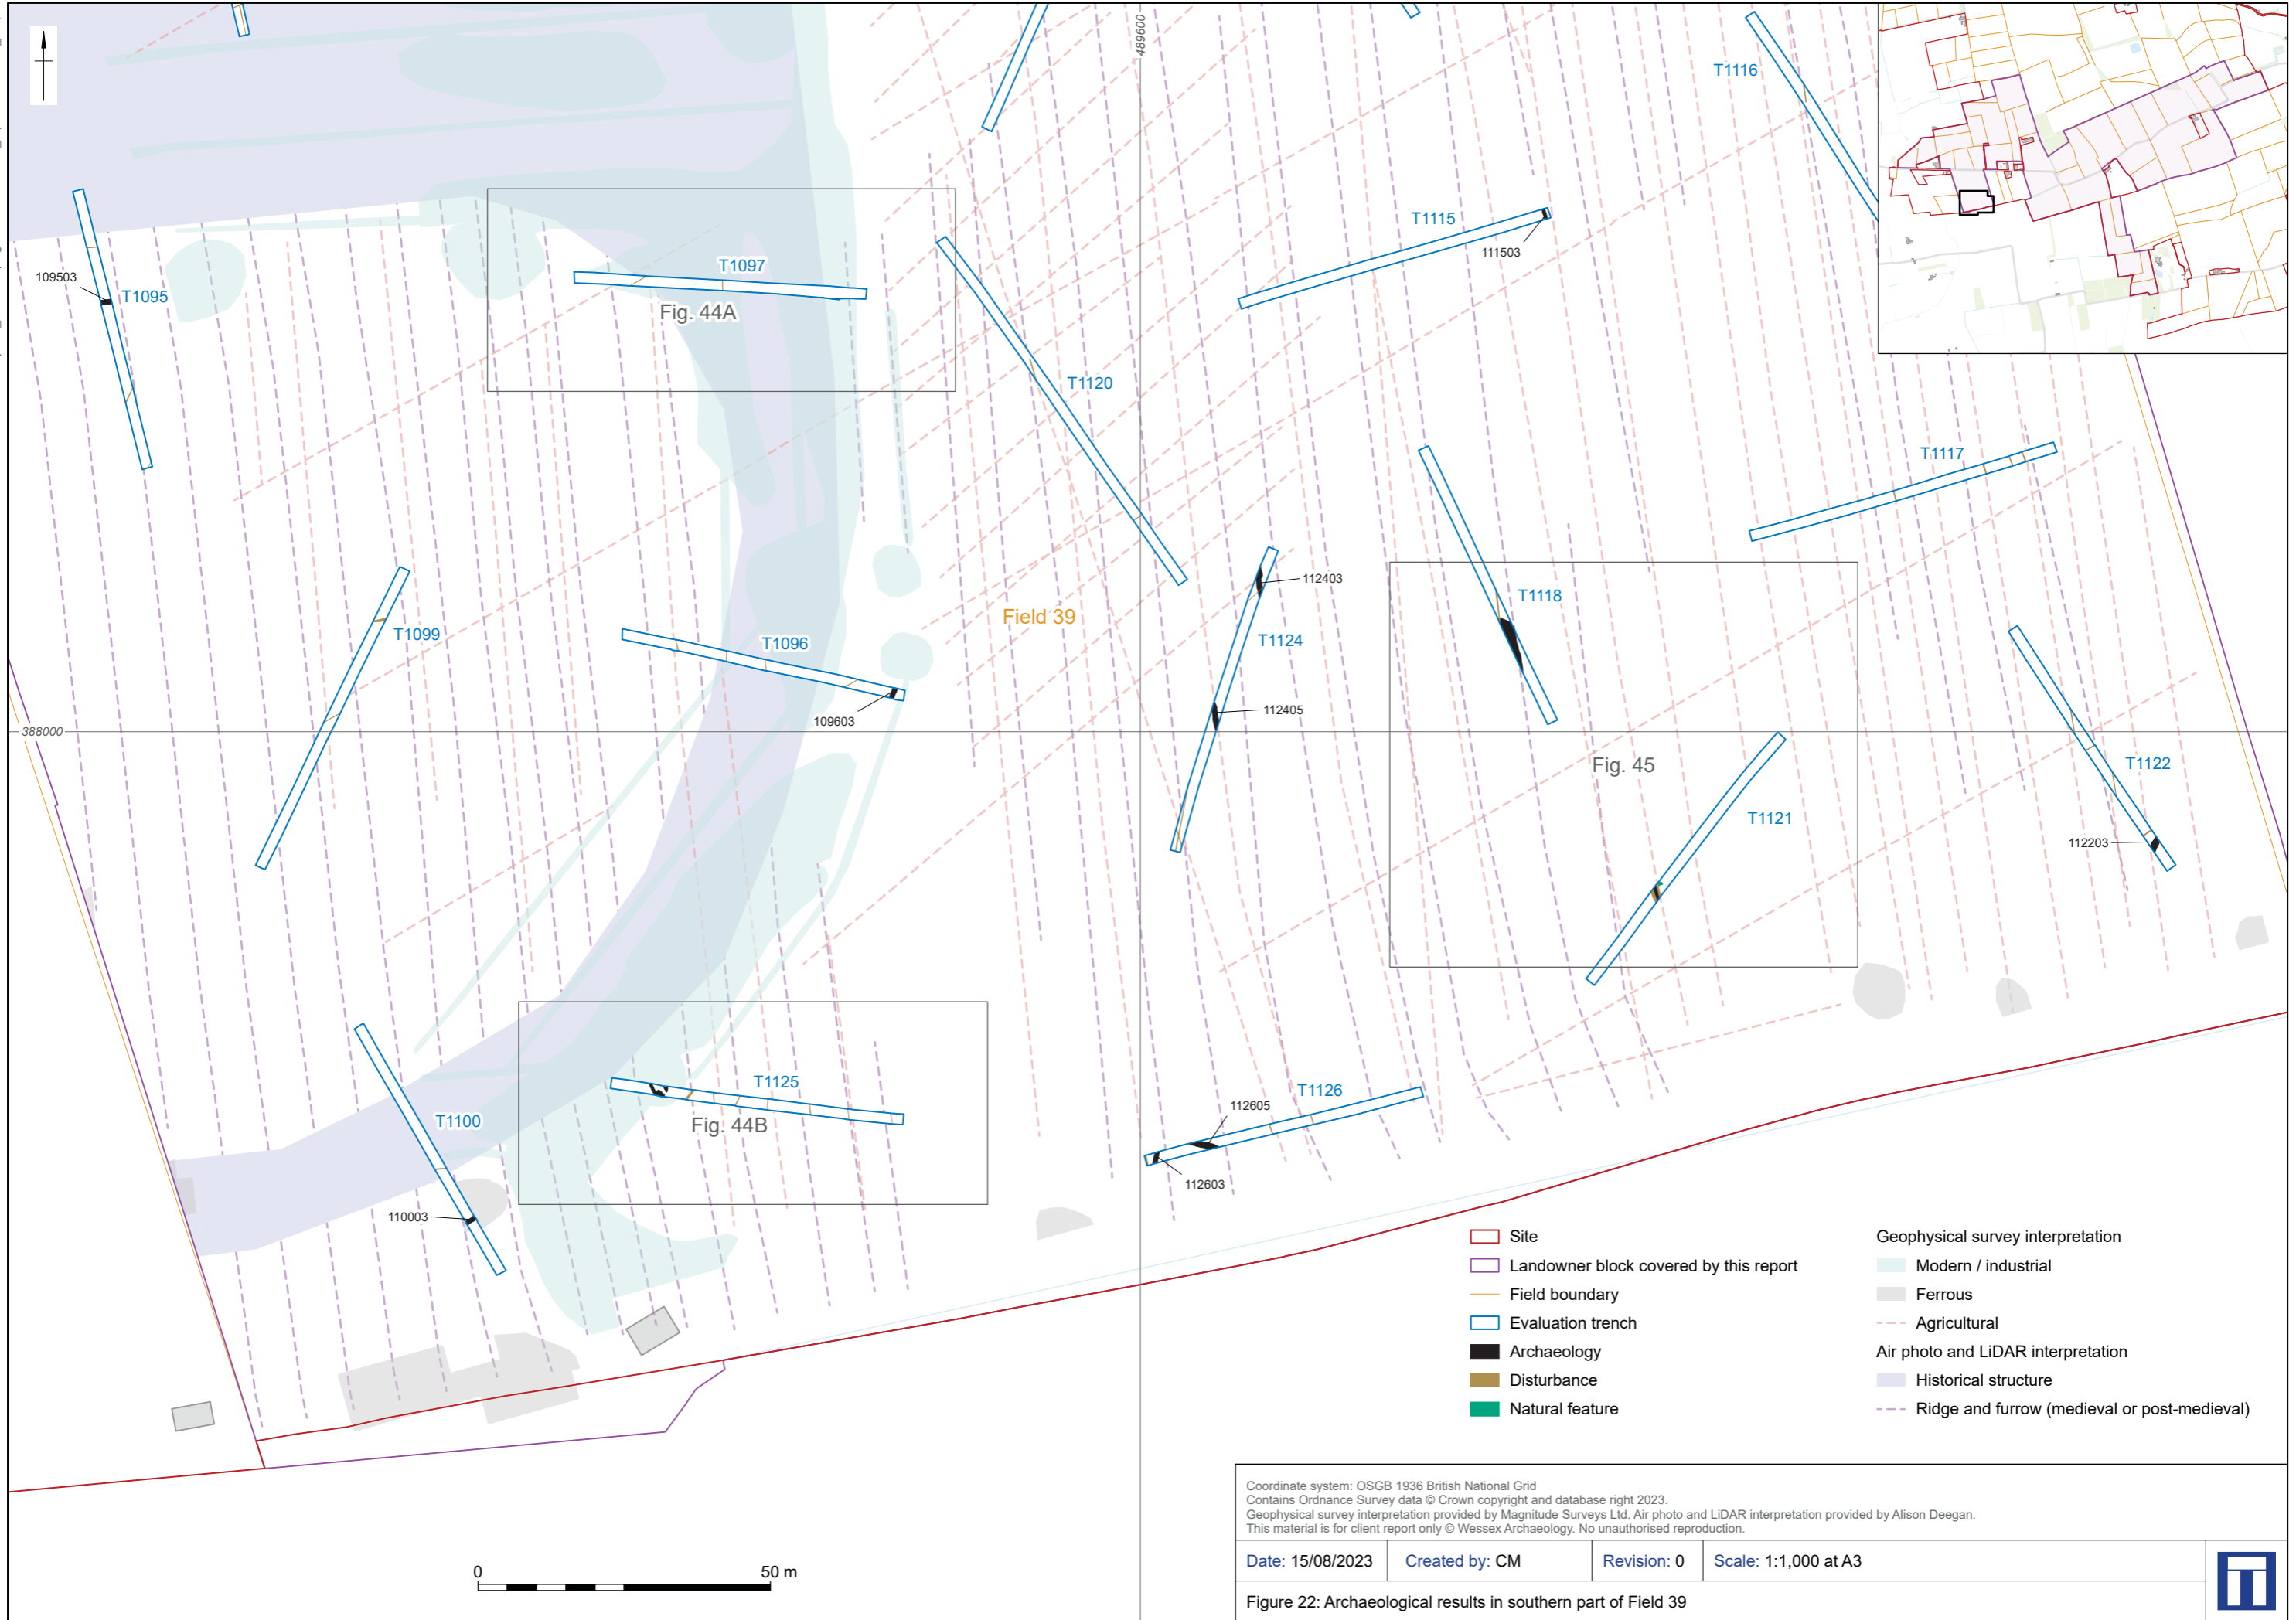 489600
T1116
T1115
111503
T1097
Fig. 44A
109503
T1095
T1120
T1117
112403
T1118
Field 39
T1124
T1099
T1096
112405
109603
388000
Fig. 45
T1122
T1121
112203
T1125
T1126
112605
Fig. 44B
T1100
112603
110003
Site
Landowner block covered by this report
Field boundary
Evaluation trench
Archaeology
Disturbance
Natural feature
Geophysical survey interpretation
Modern / industrial
Ferrous
Agricultural
Air photo and LiDAR interpretation
Historical structure
Ridge and furrow (medieval or post-medieval)
0 50 m
Coordinate system: OSGB 1936 British National Grid
Contains Ordnance Survey data © Crown copyright and database right 2023.
Geophysical survey interpretation provided by Magnitude Surveys Ltd. Air photo and LiDAR interpretation provided by Alison Deegan.
This material is for client report only © Wessex Archaeology. No unauthorised reproduction.
Date: 15/08/2023 Created by: CM Revision: 0 Scale: 1:1,000 at A3
Figure 22: Archaeological results in southern part of Field 39